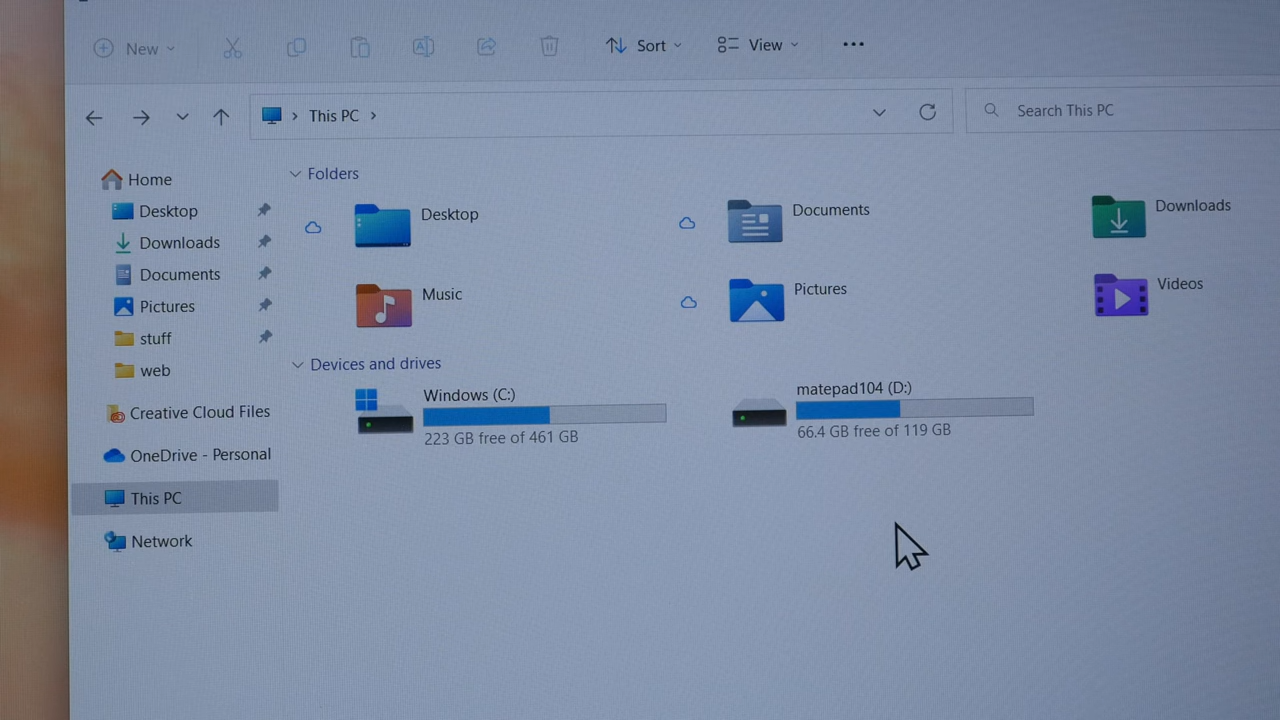 New
Sort
View
This PC
Search This PC
Home
Desktop
Downloads
Documents
Pictures
stuff
web
Creative Cloud Files
OneDrive - Personal
This PC
Network
Folders
Desktop
Documents
Downloads
Music
Pictures
Videos
Devices and drives
Windows (C:)
223 GB free of 461 GB
matepad104 (D:)
66.4 GB free of 119 GB